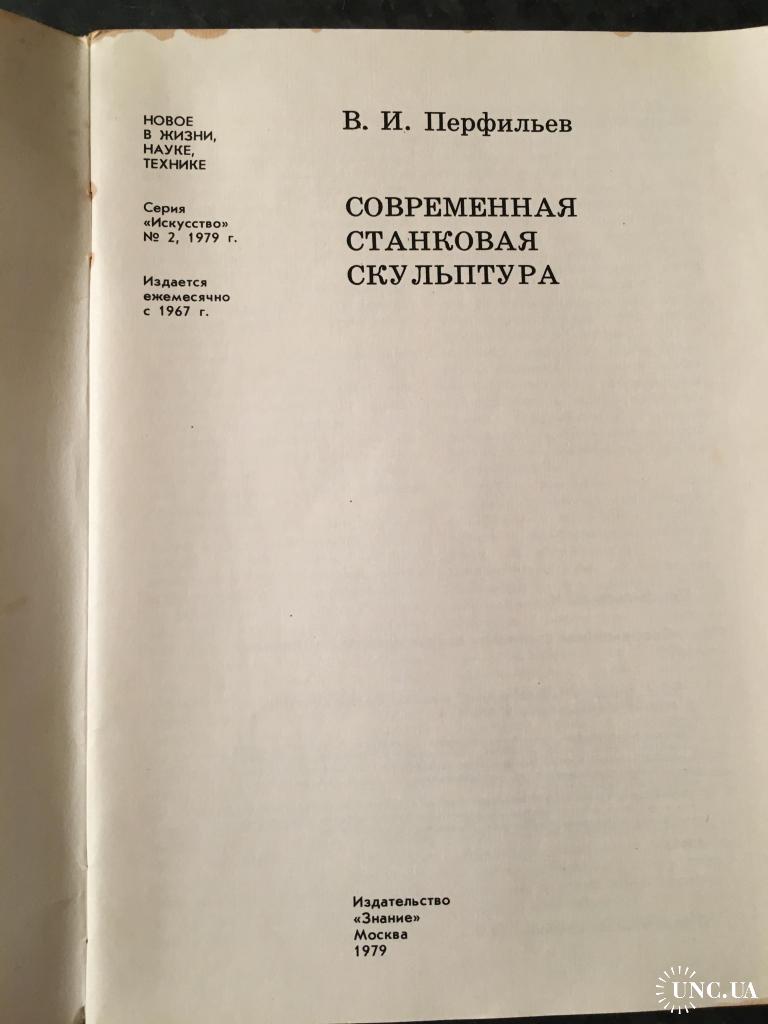 НОВОЕ
В ЖИЗНИ,
НАУКЕ,
ТЕХНИКЕ
Серия
«Искусство»
№ 2, 1979 г.
Издается
ежемесячно
с 1967 г.
В. И. Перфильев
СОВРЕМЕННАЯ
СТАНКОВАЯ
СКУЛЬПТУРА
Издательство
«Знание»
Москва
1979
UNC.UA